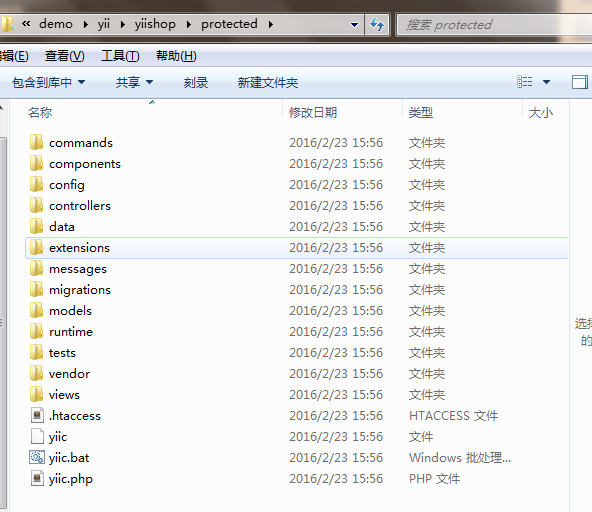 « demo yii yiishop protected 搜索 protected
编辑(E) 查看(V) 工具(T) 帮助(H)
包含到库中 共享 刻录 新建文件夹
名称 修改日期 类型 大小
commands 2016/2/23 15:56 文件夹
components 2016/2/23 15:56 文件夹
config 2016/2/23 15:56 文件夹
controllers 2016/2/23 15:56 文件夹
data 2016/2/23 15:56 文件夹
extensions 2016/2/23 15:56 文件夹
messages 2016/2/23 15:56 文件夹
migrations 2016/2/23 15:56 文件夹
models 2016/2/23 15:56 文件夹
runtime 2016/2/23 15:56 文件夹
选择
tests 2016/2/23 15:56 文件夹
的
vendor 2016/2/23 15:56 文件夹
views 2016/2/23 15:56 文件夹
.htaccess 2016/2/23 15:56 HTACCESS 文件
yiic 2016/2/23 15:56 文件
yiic.bat 2016/2/23 15:56 Windows 批处理...
yiic.php 2016/2/23 15:56 PHP 文件